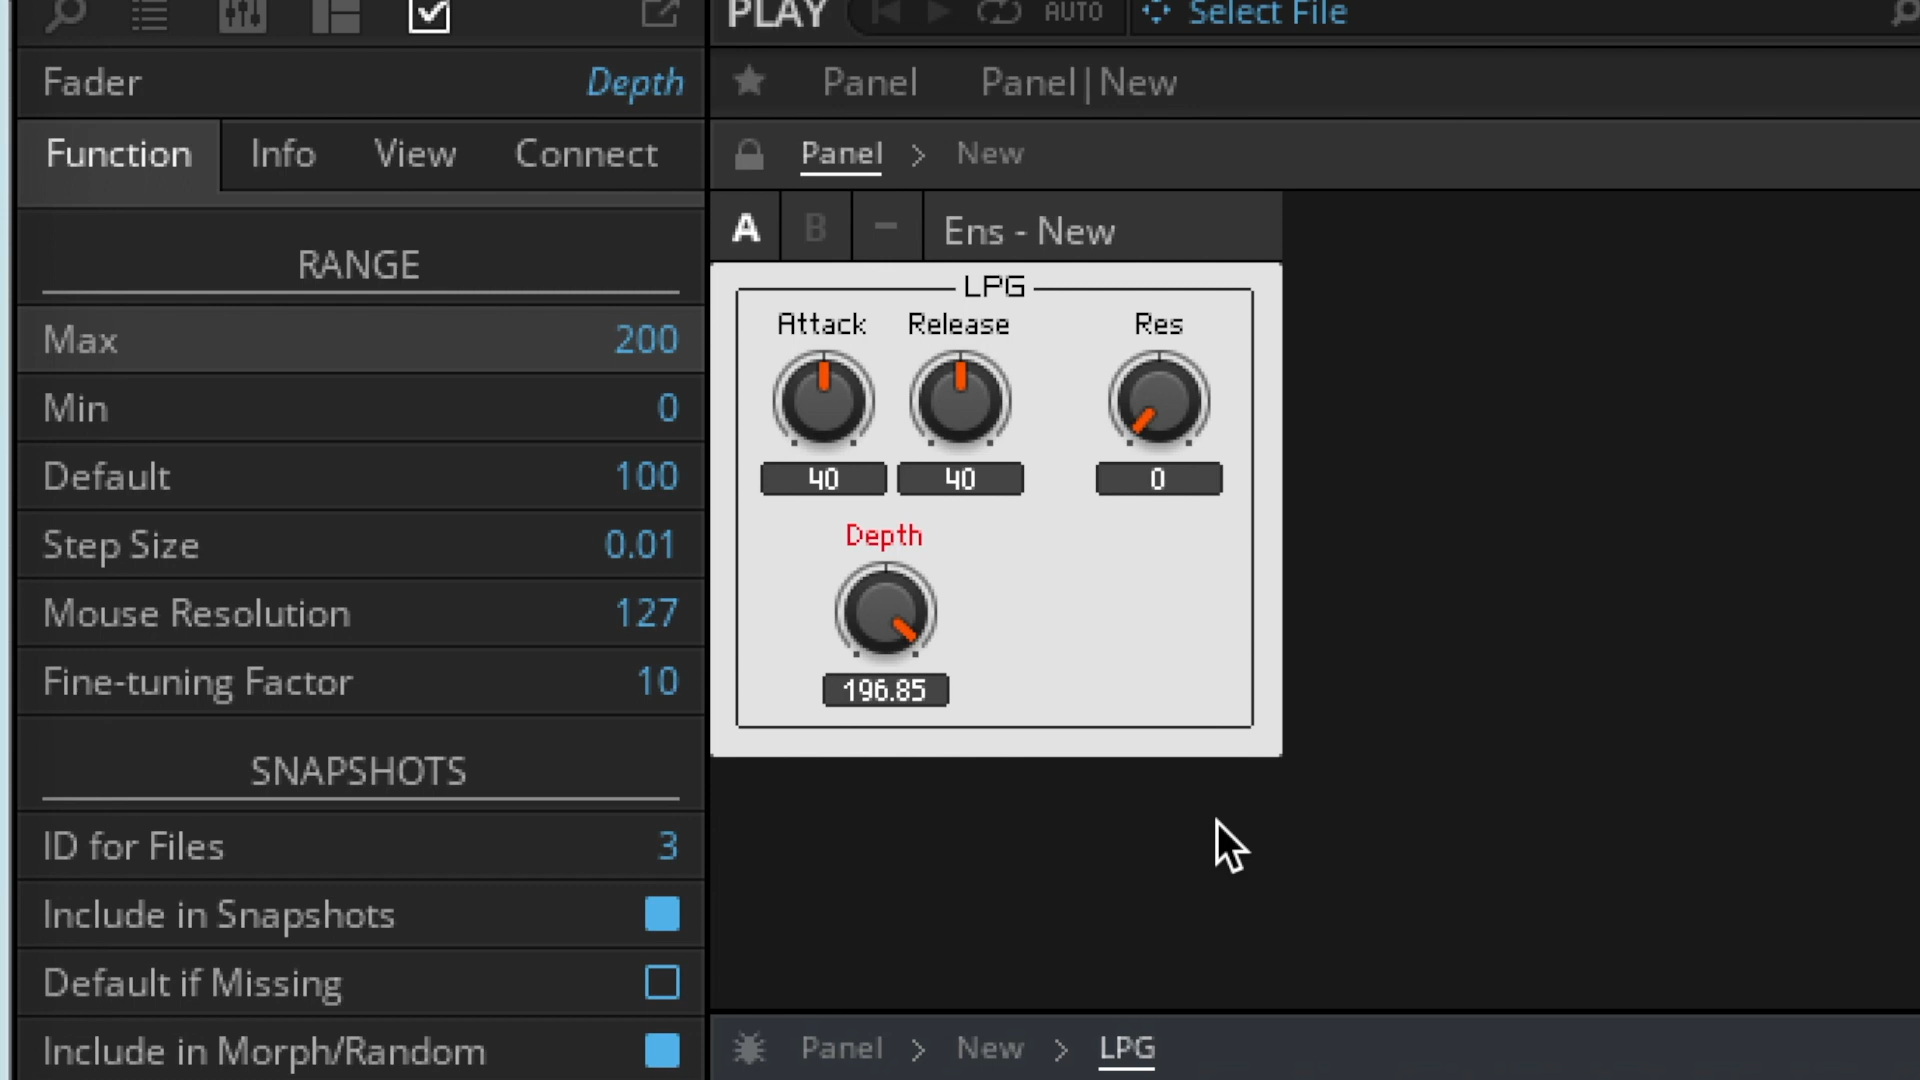 PLAY AUTO Select File
Fader Depth
Panel Panel|New
Function Info View Connect
Panel > New
A B - Ens - New
RANGE
Max 200
Min 0
Default 100
Step Size 0.01
Mouse Resolution 127
Fine-tuning Factor 10
SNAPSHOTS
ID for Files 3
Include in Snapshots
Default if Missing
Include in Morph/Random
LPG
Attack Release Res
40 40 0
Depth
196.85
Panel > New > LPG